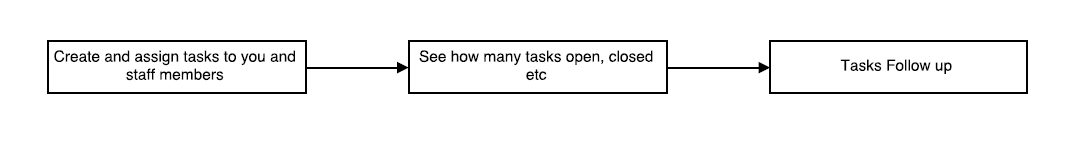 Create and assign tasks to you and
staff members
See how many tasks open, closed
etc
Tasks Follow up